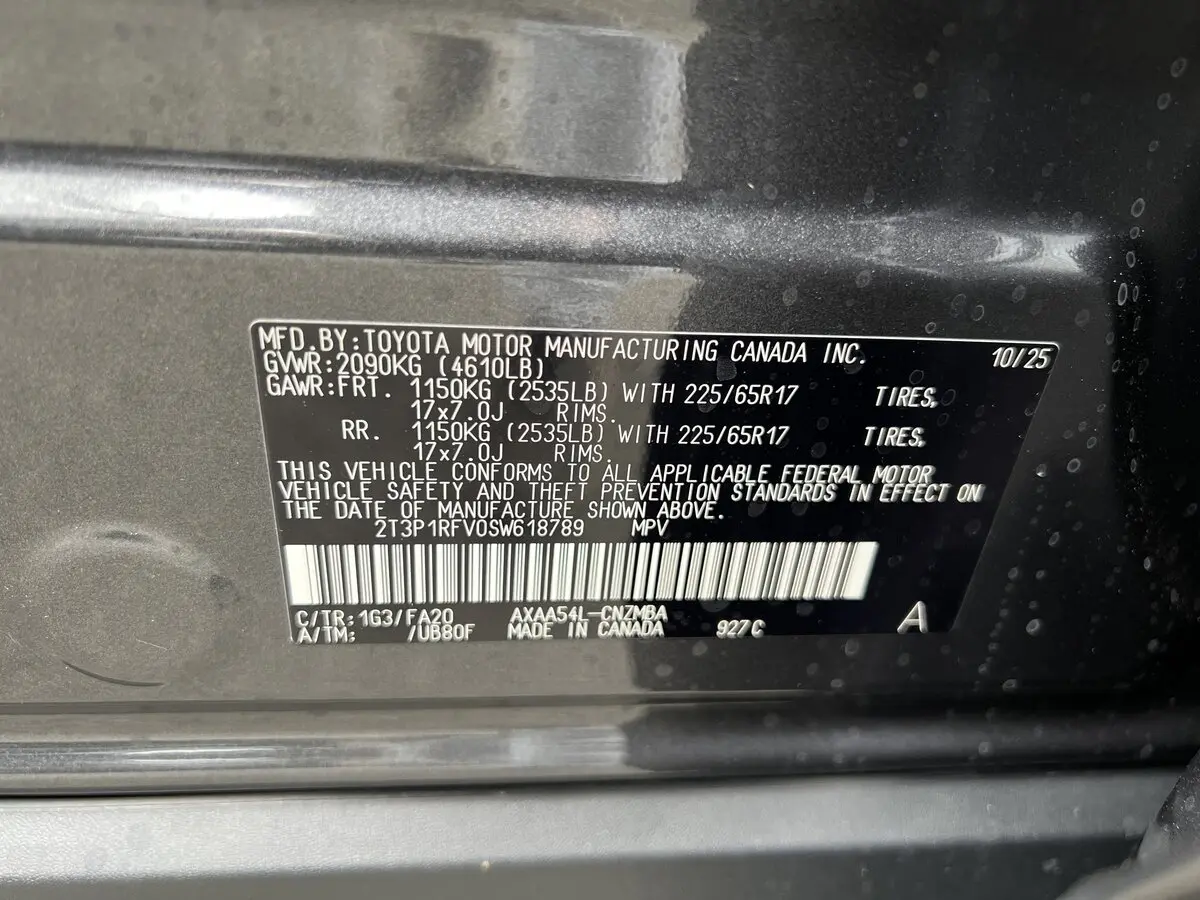 MFD.BY:TOYOTA MOTOR MANUFACTURING CANADA INC. 10/25
GVWR:2090KG (4610LB)
GAWR:FRT. 1150KG (2535LB) WITH 225/65R17 TIRES,
17x7.0J RIMS.
RR. 1150KG (2535LB) WITH 225/65R17 TIRES,
17x7.0J RIMS.
THIS VEHICLE CONFORMS TO ALL APPLICABLE FEDERAL MOTOR
VEHICLE SAFETY AND THEFT PREVENTION STANDARDS IN EFFECT ON
THE DATE OF MANUFACTURE SHOWN ABOVE.
2T3P1RFV0SW618789 MPV
C/TR:1G3/FA20 AXAA54L-CNZMBA
A/TM: /UB80F MADE IN CANADA 927C A